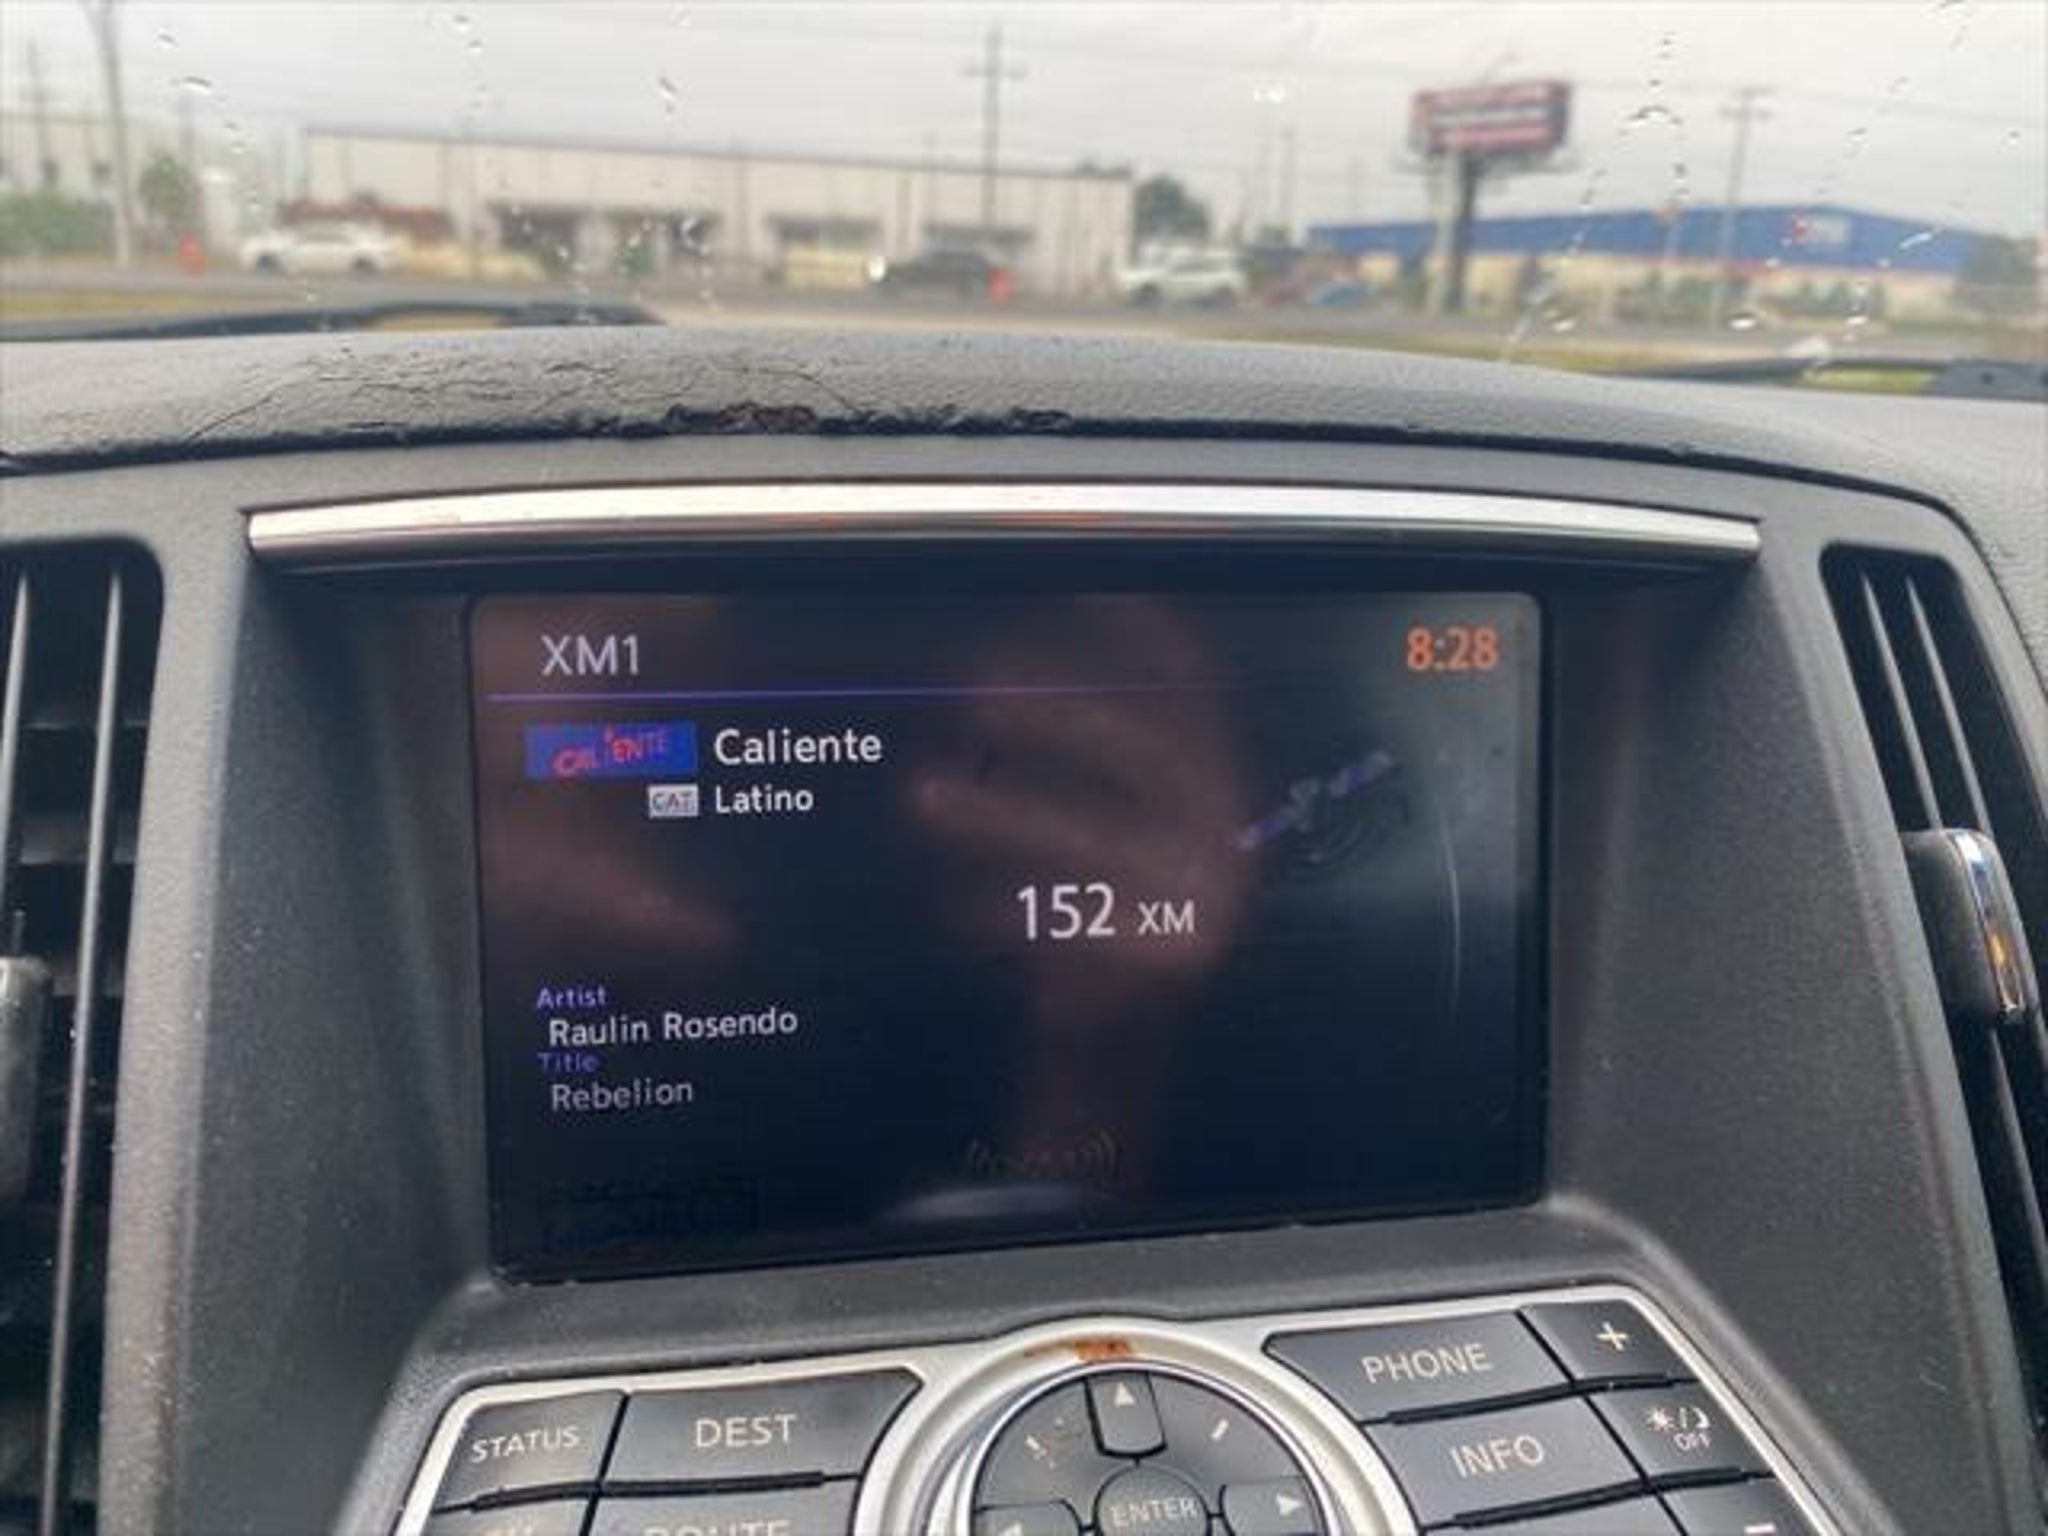 XM1
8:28
CALIENTE
Caliente
CAT
Latino
152 XM
Artist
Raulin Rosendo
Title
Rebelion
STATUS
DEST
PHONE
+
INFO
OFF
ENTER
ROUTE